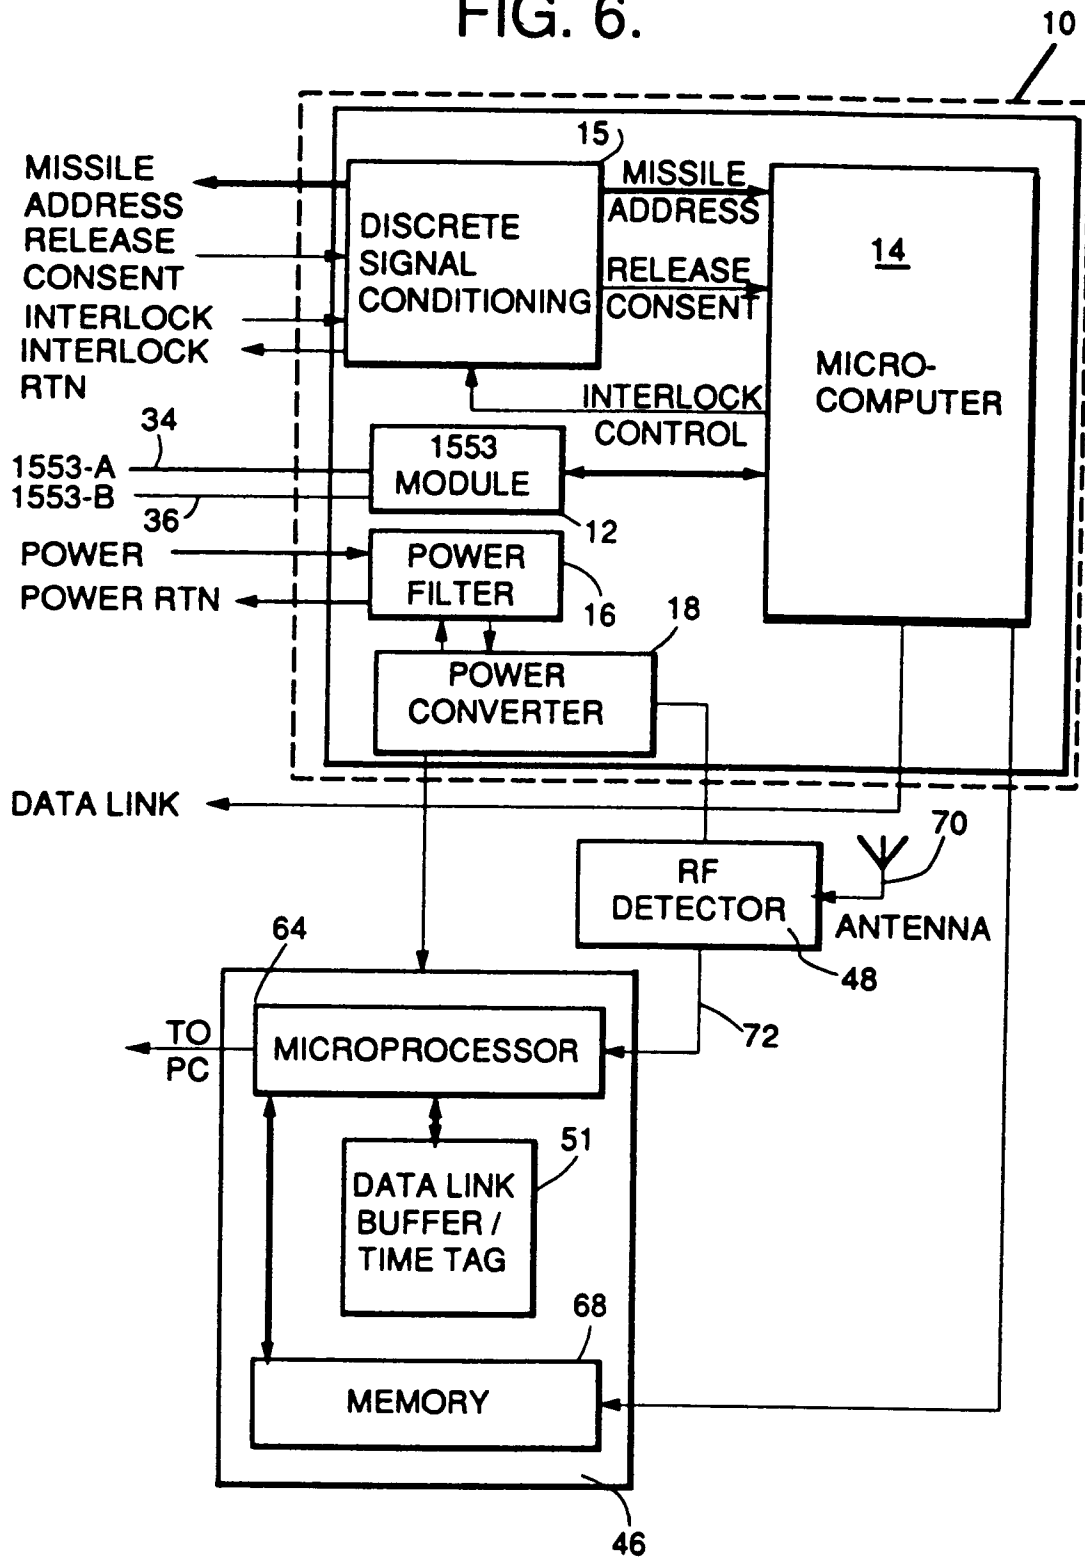 FIG. 6.
10
15
MISSILE
ADDRESS
RELEASE
CONSENT
INTERLOCK
INTERLOCK
RTN
DISCRETE
SIGNAL
CONDITIONING
MISSILE
ADDRESS
RELEASE
CONSENT
INTERLOCK
CONTROL
14
MICRO-
COMPUTER
34
1553-A
1553-B
36
1553
MODULE
12
POWER
POWER RTN
POWER
FILTER
16
18
POWER
CONVERTER
DATA LINK
70
RF
DETECTOR
ANTENNA
48
64
72
TO
PC
MICROPROCESSOR
51
DATA LINK
BUFFER /
TIME TAG
68
MEMORY
46